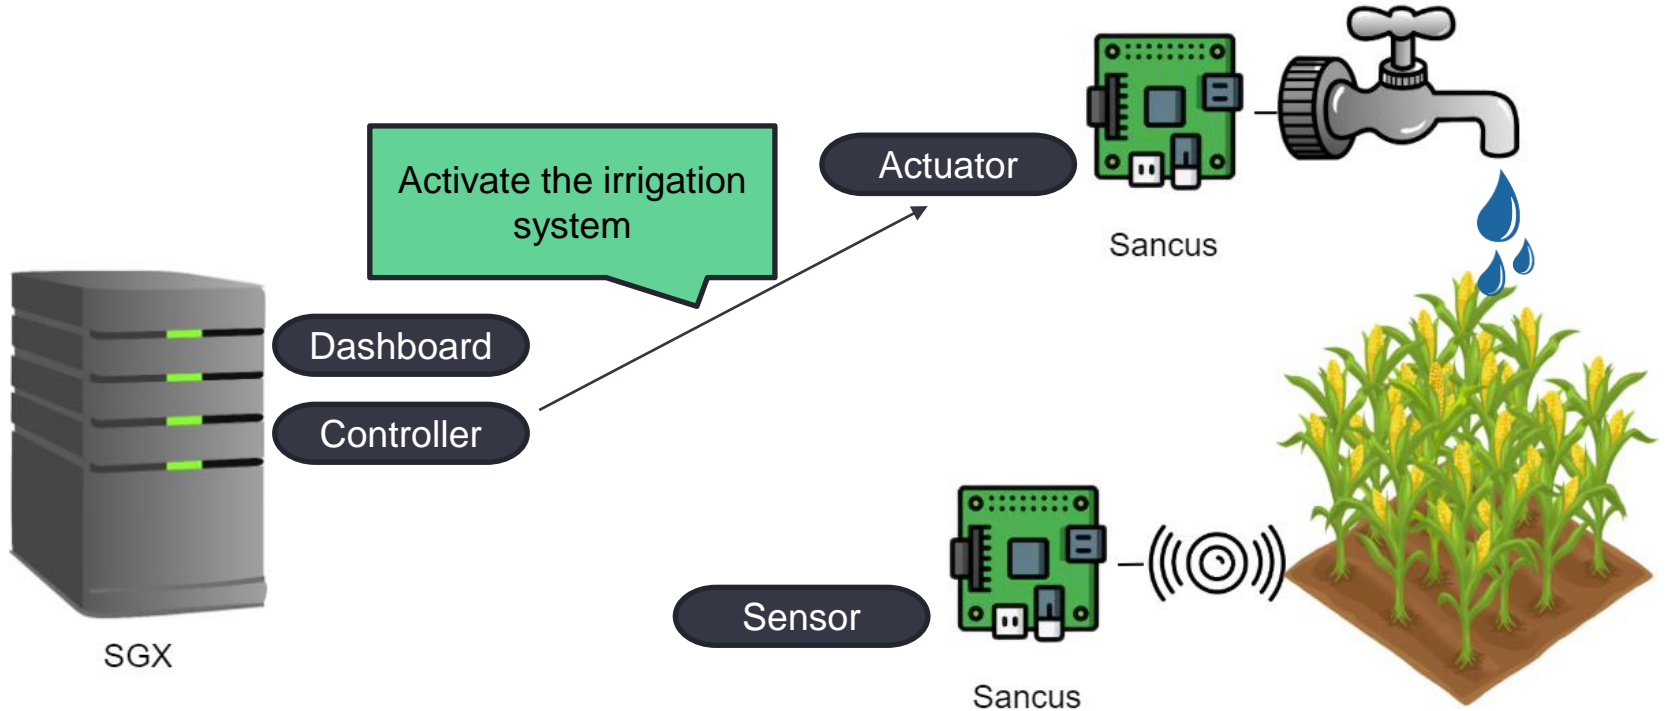 Activate the irrigation
system
Actuator
Sancus
Dashboard
Controller
SGX
Sensor
Sancus